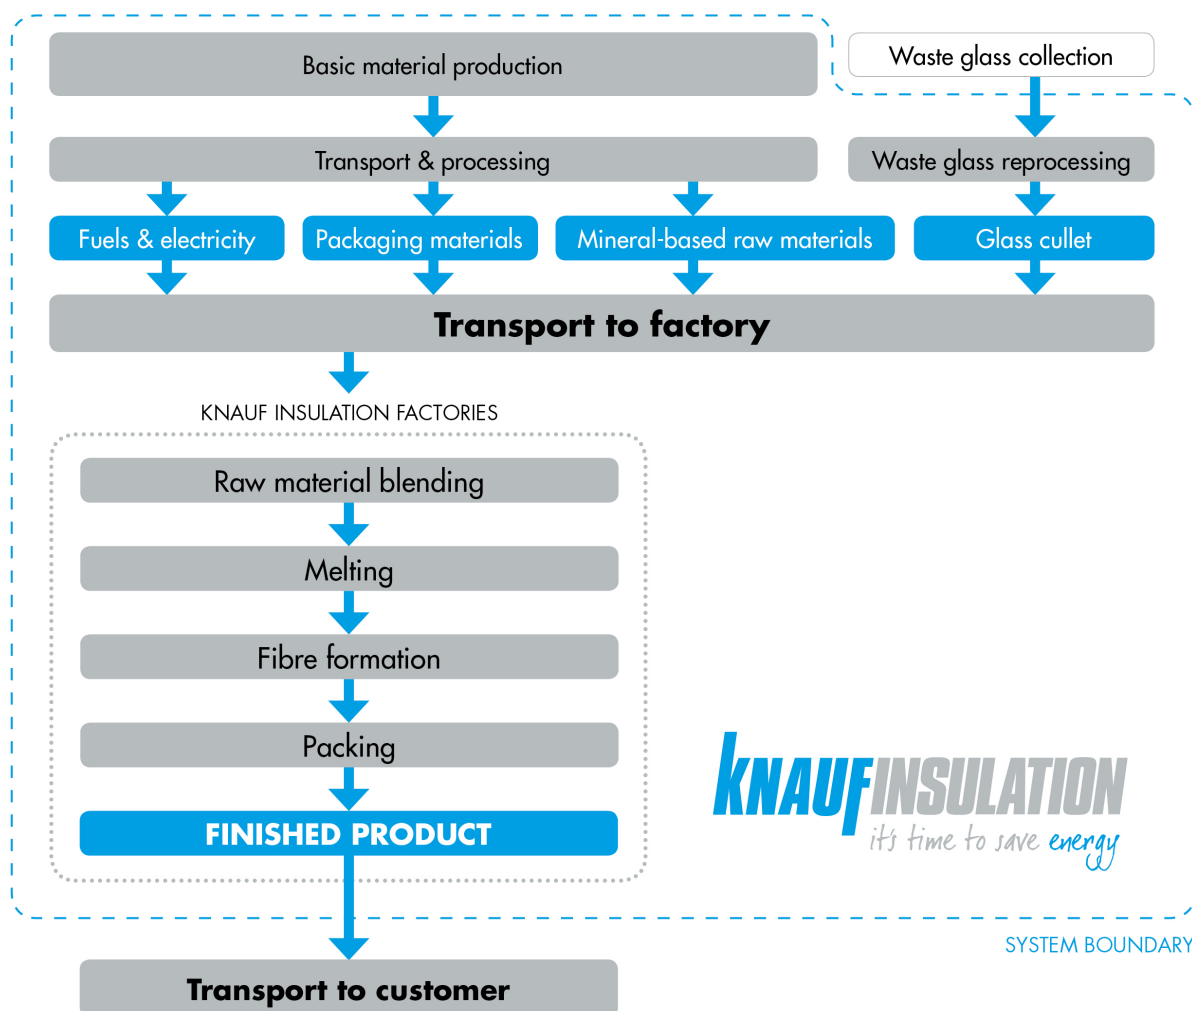 Basic material production
Waste glass collection
Transport & processing
Waste glass reprocessing
Fuels & electricity
Packaging materials
Mineral-based raw materials
Glass cullet
Transport to factory
KNAUF INSULATION FACTORIES
Raw material blending
Melting
Fibre formation
Packing
FINISHED PRODUCT
KNAUFINSULATION
it's time to save energy
SYSTEM BOUNDARY
Transport to customer